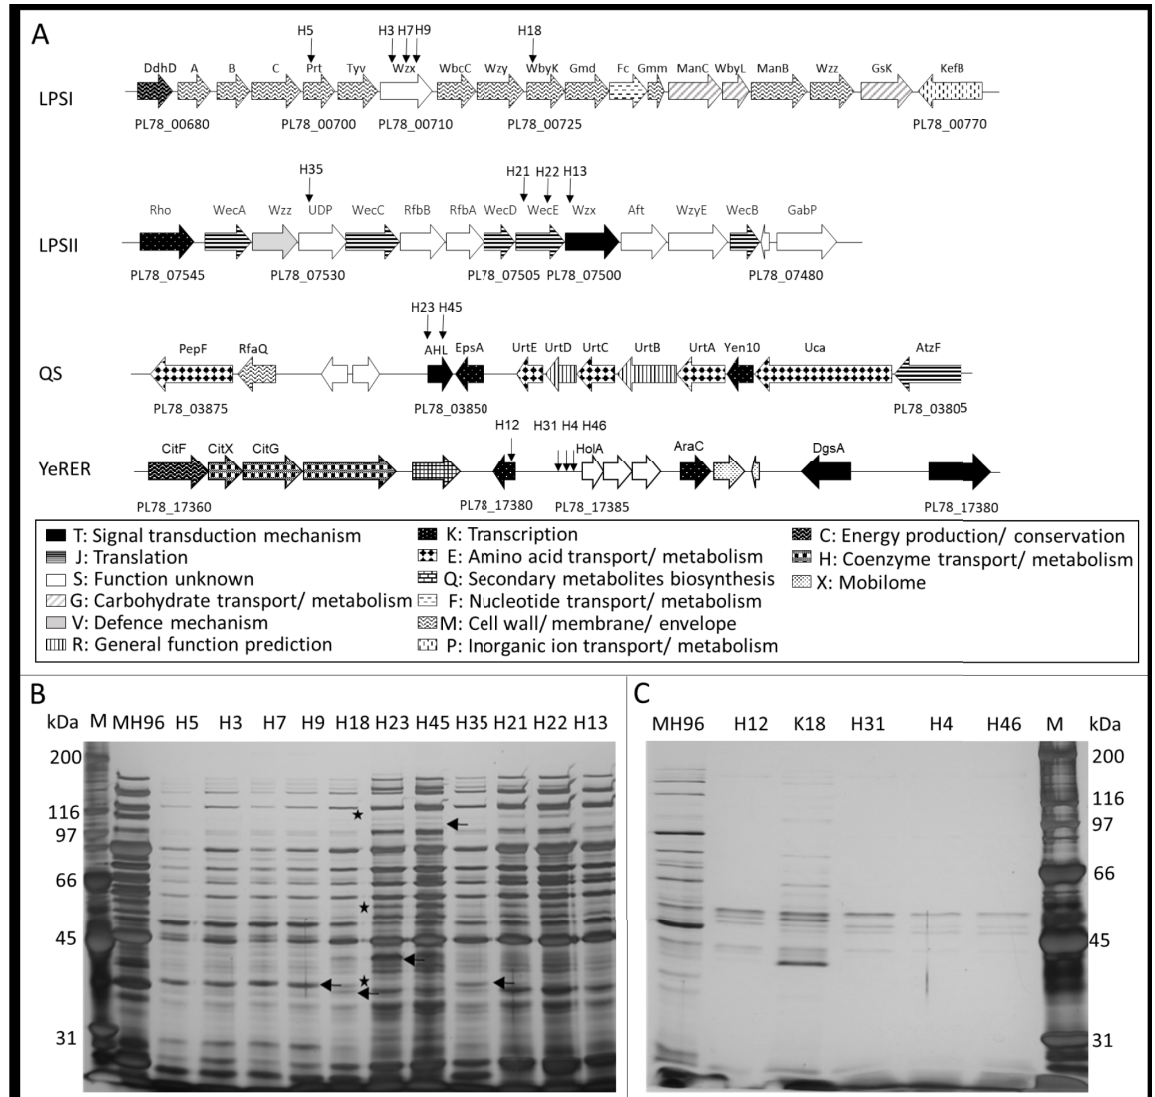 A
H5 H3 H7 H9 H18
DdhD A B C Prt Tyv Wzx WbcC Wzy WbyK Gmd Fc Gmm ManC WbyL ManB Wzz GsK KefB
LPSI
PL78_00680 PL78_00700 PL78_00710 PL78_00725 PL78_00770
H35 H21 H22 H13
Rho WecA Wzz UDP WecC RfbB RfbA WecD WecE Wzx Aft WzyE WecB GabP
LPSII
PL78_07545 PL78_07530 PL78_07505 PL78_07500 PL78_07480
H23 H45
PepF RfaQ AHL EpsA UrtE UrtD UrtC UrtB UrtA Yen10 Uca AtzF
QS
PL78_03875 PL78_03850 PL78_03805
H12 H31 H4 H46
CitF CitX CitG HolA AraC DgsA
YeRER
PL78_17360 PL78_17380 PL78_17385 PL78_17380
T: Signal transduction mechanism K: Transcription C: Energy production/ conservation
J: Translation E: Amino acid transport/ metabolism H: Coenzyme transport/ metabolism
S: Function unknown Q: Secondary metabolites biosynthesis X: Mobilome
G: Carbohydrate transport/ metabolism F: Nucleotide transport/ metabolism
V: Defence mechanism M: Cell wall/ membrane/ envelope
R: General function prediction P: Inorganic ion transport/ metabolism
B
kDa M MH96 H5 H3 H7 H9 H18 H23 H45 H35 H21 H22 H13
200
116
97
66
45
31
C
MH96 H12 K18 H31 H4 H46 M kDa
200
116
97
66
45
31